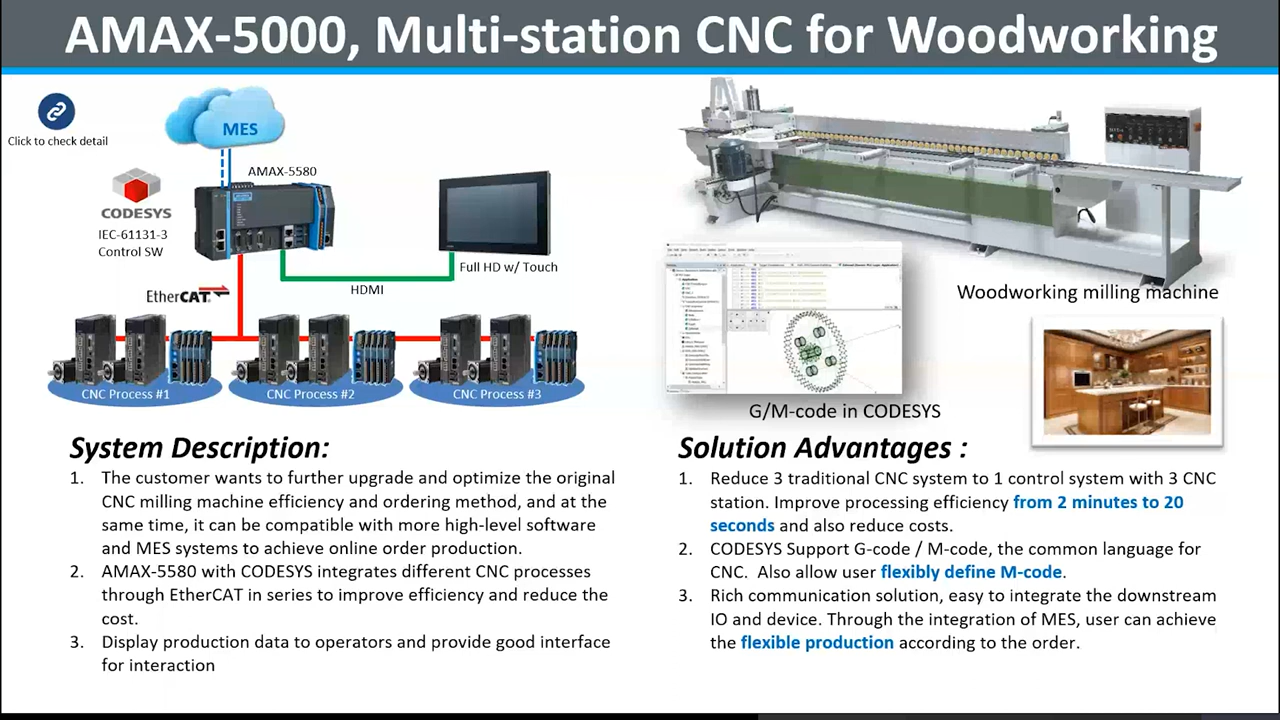 AMAX-5000, Multi-station CNC for Woodworking
Click to check detail
MES
AMAX-5580
CODESYS
IEC-61131-3
Control SW
Full HD w/ Touch
HDMI
EtherCAT
CNC Process #1
CNC Process #2
CNC Process #3
Woodworking milling machine
G/M-code in CODESYS
System Description:
1. The customer wants to further upgrade and optimize the original
CNC milling machine efficiency and ordering method, and at the
same time, it can be compatible with more high-level software
and MES systems to achieve online order production.
2. AMAX-5580 with CODESYS integrates different CNC processes
through EtherCAT in series to improve efficiency and reduce the
cost.
3. Display production data to operators and provide good interface
for interaction
Solution Advantages :
1. Reduce 3 traditional CNC system to 1 control system with 3 CNC
station. Improve processing efficiency from 2 minutes to 20
seconds and also reduce costs.
2. CODESYS Support G-code / M-code, the common language for
CNC. Also allow user flexibly define M-code.
3. Rich communication solution, easy to integrate the downstream
IO and device. Through the integration of MES, user can achieve
the flexible production according to the order.